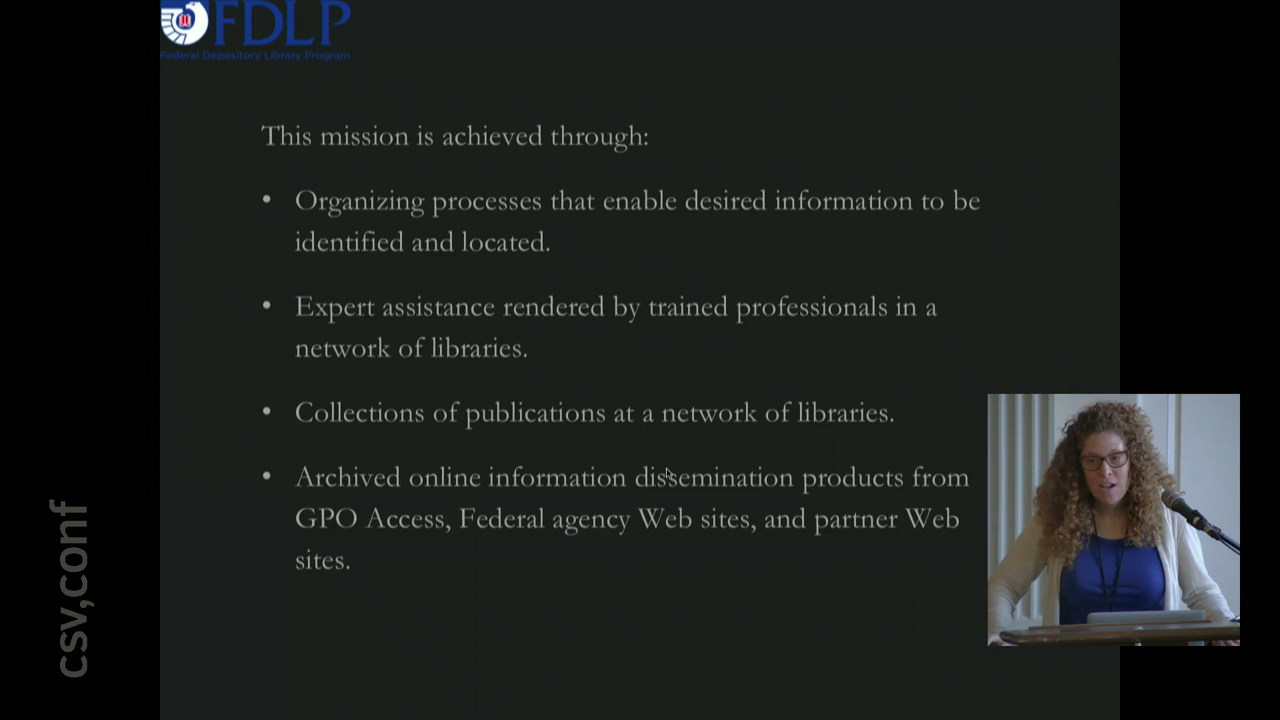 FDLP
Federal Depository Library Program
This mission is achieved through:
• Organizing processes that enable desired information to be
identified and located.
• Expert assistance rendered by trained professionals in a
network of libraries.
• Collections of publications at a network of libraries.
• Archived online information dissemination products from
GPO Access, Federal agency Web sites, and partner Web
sites.
csv,conf